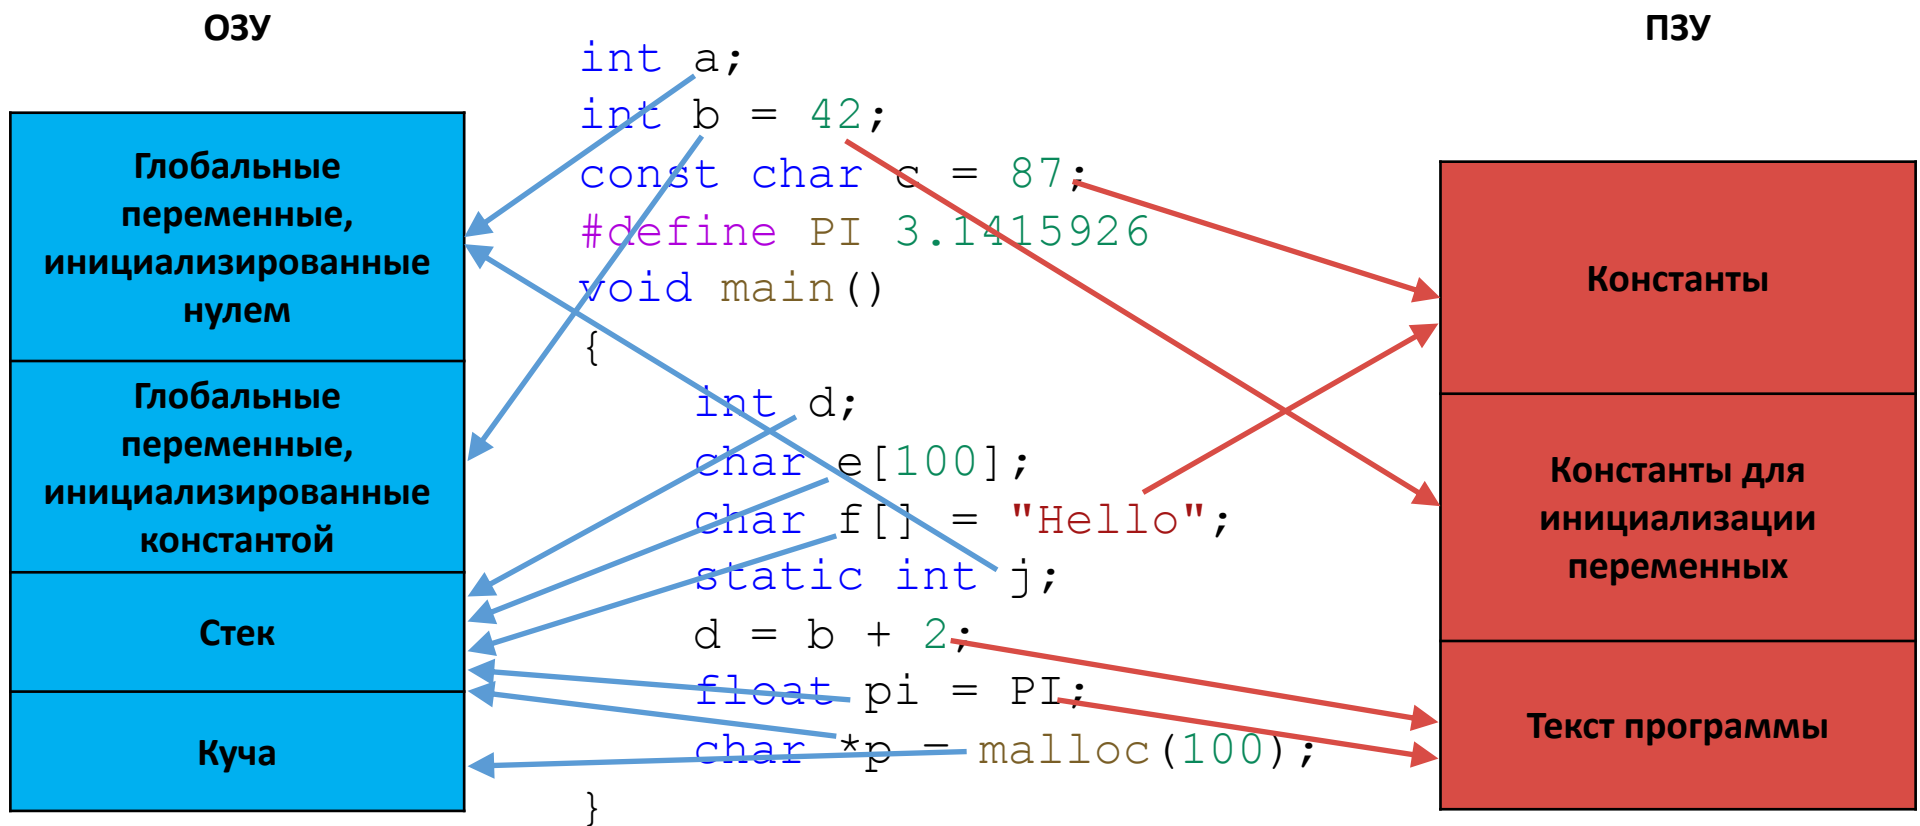 ОЗУ
Глобальные
переменные,
инициализированные
нулем
Глобальные
переменные,
инициализированные
константой
Стек
Куча
int a;
int b = 42;
const char c = 87;
#define PI 3.1415926
void main()
{
int d;
char e[100];
char f[] = "Hello";
static int j;
d = b + 2;
float pi = PI;
char *p = malloc(100);
}
ПЗУ
Константы
Константы для
инициализации
переменных
Текст программы